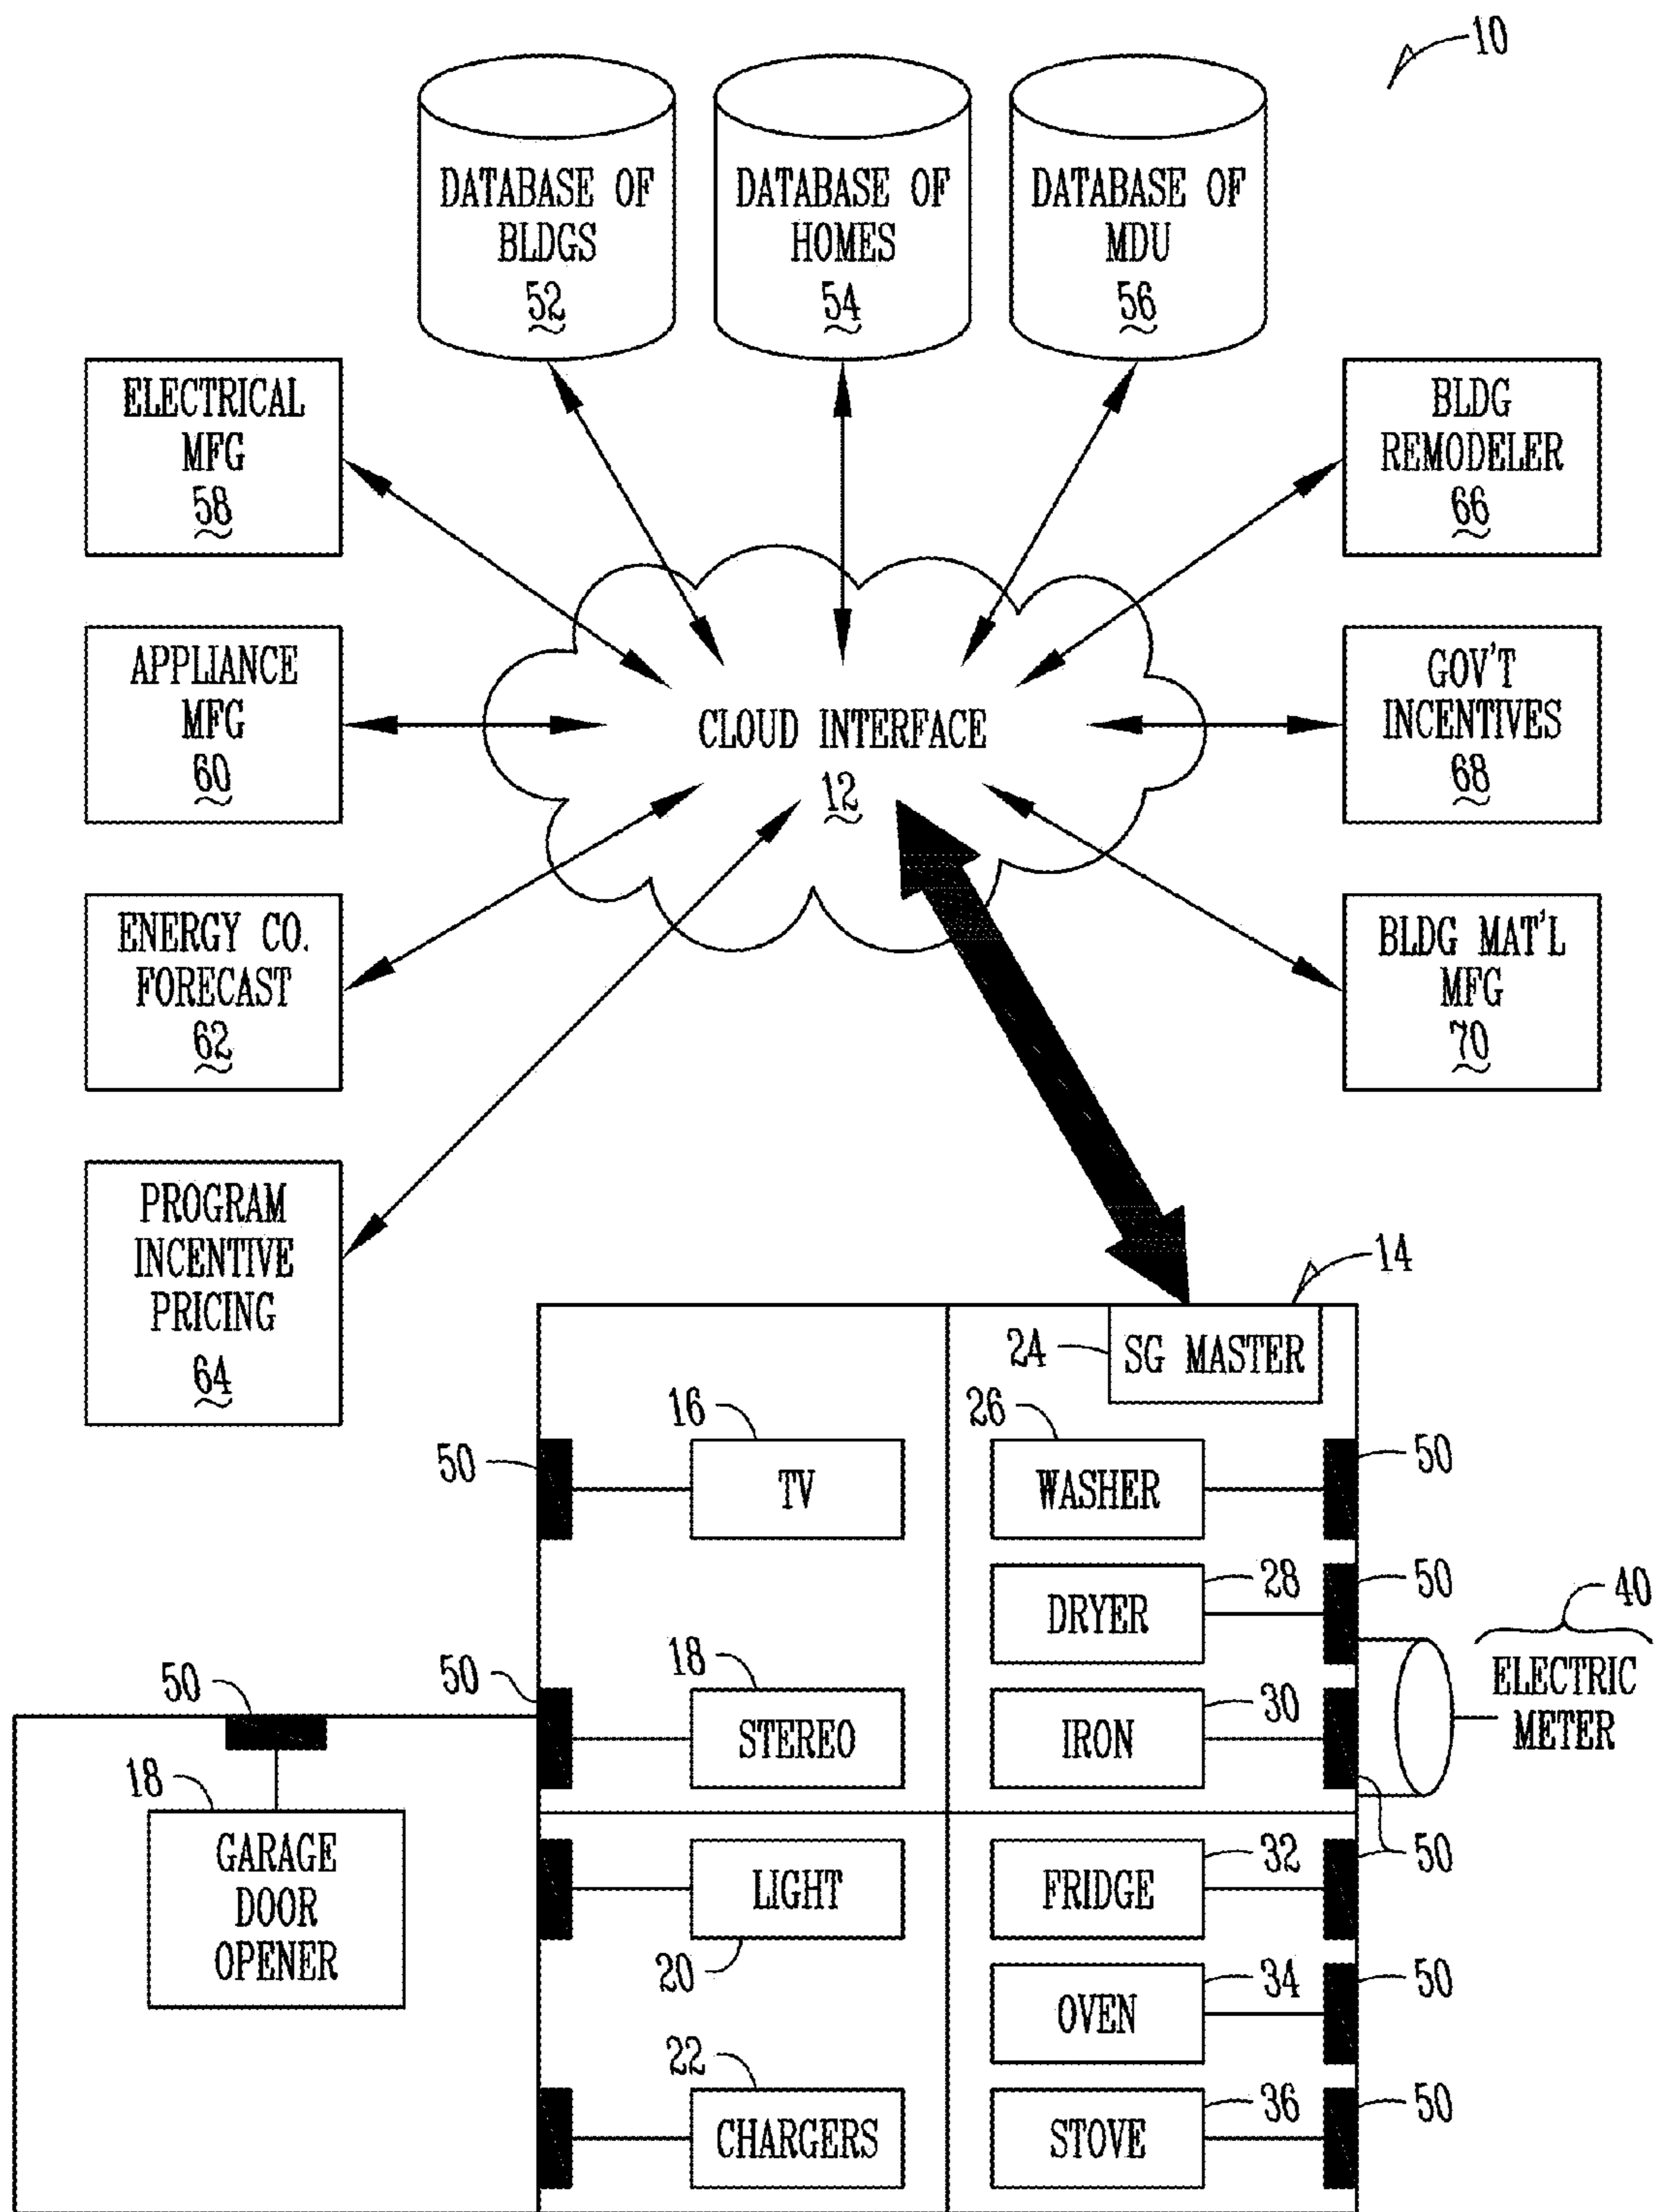 10
DATABASE OF
BLDGS
52
DATABASE OF
HOMES
54
DATABASE OF
MDU
56
ELECTRICAL
MFG
58
BLDG
REMODELER
66
APPLIANCE
MFG
60
CLOUD INTERFACE
12
GOV'T
INCENTIVES
68
ENERGY CO.
FORECAST
62
BLDG MAT'L
MFG
70
PROGRAM
INCENTIVE
PRICING
64
14
24
SG MASTER
16
26
50
TV
WASHER
50
DRYER
28
50
40
ELECTRIC
METER
50
50
18
STEREO
IRON
30
18
GARAGE
DOOR
OPENER
LIGHT
20
FRIDGE
32
50
OVEN
34
50
22
CHARGERS
STOVE
36
50